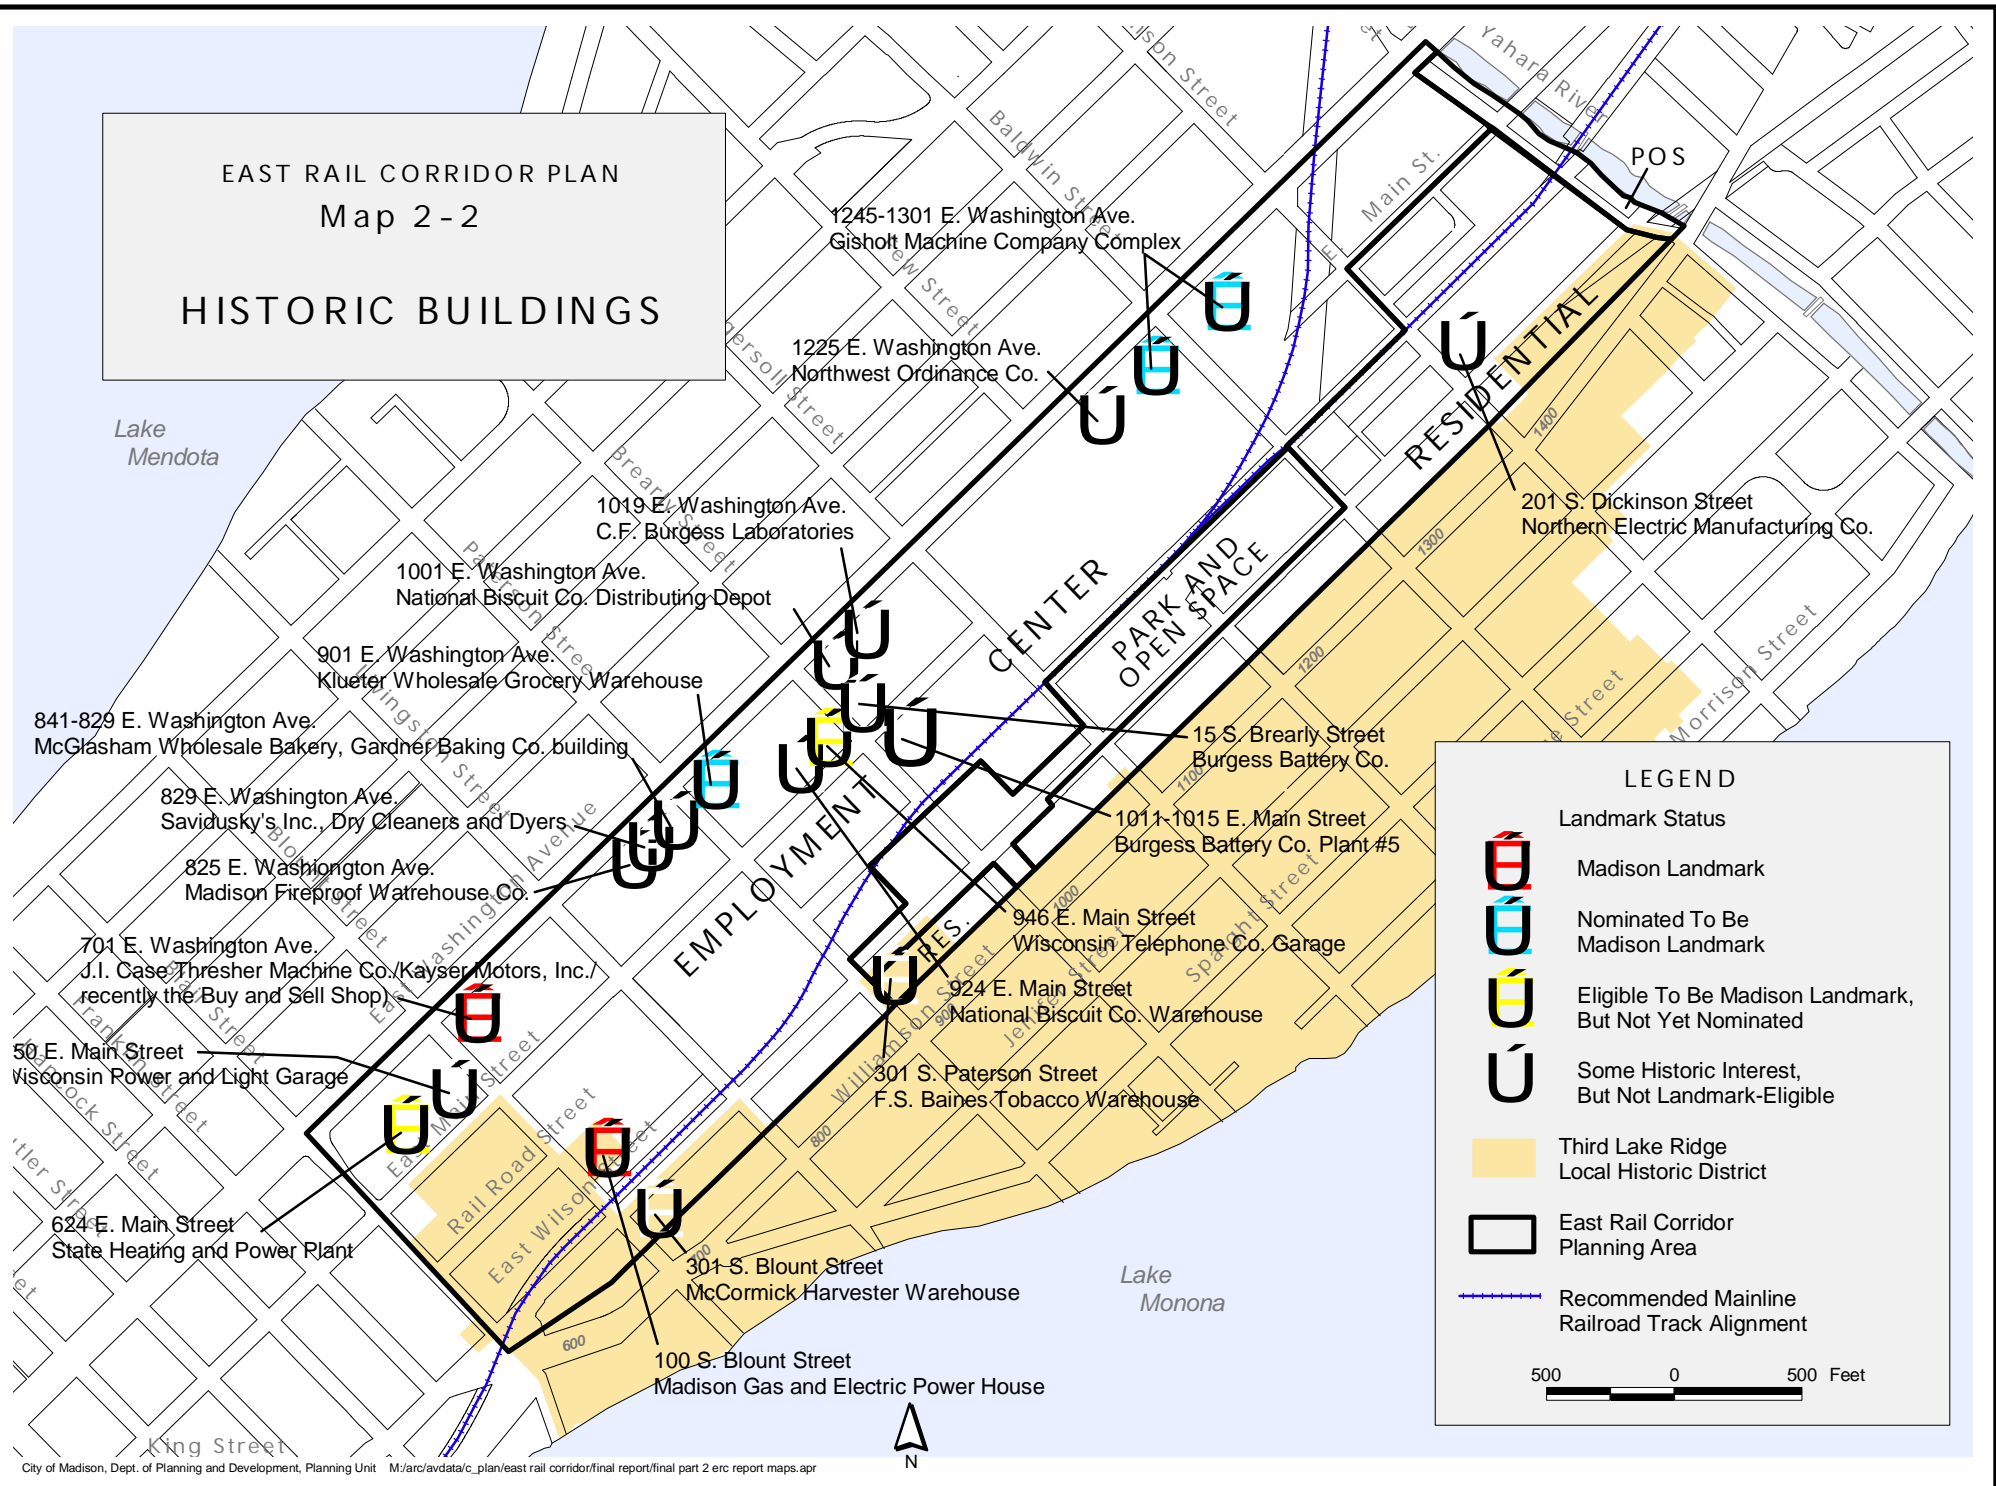 EAST RAIL CORRIDOR PLAN
Map 2-2
HISTORIC BUILDINGS
Lake
Mendota
Yahara River
POS
Main St.
E.
Baldwin Street
Street
1245-1301 E. Washington Ave.
Gisholt Machine Company Complex
Street
1225 E. Washington Ave.
Northwest Ordinance Co.
Street
Brearly Street
1019 E. Washington Ave.
C.F. Burgess Laboratories
Paterson Street
1001 E. Washington Ave.
National Biscuit Co. Distributing Depot
901 E. Washington Ave.
Klueter Wholesale Grocery Warehouse
Street
841-829 E. Washington Ave.
McGlasham Wholesale Bakery, Gardner Baking Co. building
829 E. Washington Ave.
Savidusky's Inc., Dry Cleaners and Dyers
Blount Street
825 E. Washiongton Ave.
Madison Fireproof Watrehouse Co.
East Washington Avenue
701 E. Washington Ave.
J.I. Case Thresher Machine Co./Kayser Motors, Inc./
recently the Buy and Sell Shop)
Blair Street
Franklin Street
Hancock Street
50 E. Main Street
Wisconsin Power and Light Garage
East Main Street
Rail Road Street
East Wilson Street
624 E. Main Street
State Heating and Power Plant
Street
King Street
RESIDENTIAL
CENTER
PARK AND
OPEN SPACE
EMPLOYMENT
RES.
201 S. Dickinson Street
Northern Electric Manufacturing Co.
15 S. Brearly Street
Burgess Battery Co.
1011-1015 E. Main Street
Burgess Battery Co. Plant #5
946 E. Main Street
Wisconsin Telephone Co. Garage
924 E. Main Street
National Biscuit Co. Warehouse
301 S. Paterson Street
F.S. Baines Tobacco Warehouse
301 S. Blount Street
McCormick Harvester Warehouse
100 S. Blount Street
Madison Gas and Electric Power House
Williamson Street
Street
Spaight Street
Street
Morrison Street
1400
1300
1200
1100
1000
900
800
700
600
Lake
Monona
N
LEGEND
Landmark Status
Madison Landmark
Nominated To Be
Madison Landmark
Eligible To Be Madison Landmark,
But Not Yet Nominated
Some Historic Interest,
But Not Landmark-Eligible
Third Lake Ridge
Local Historic District
East Rail Corridor
Planning Area
Recommended Mainline
Railroad Track Alignment
500 0 500 Feet
City of Madison, Dept. of Planning and Development, Planning Unit M:/arc/avdata/c_plan/east rail corridor/final report/final part 2 erc report maps.apr